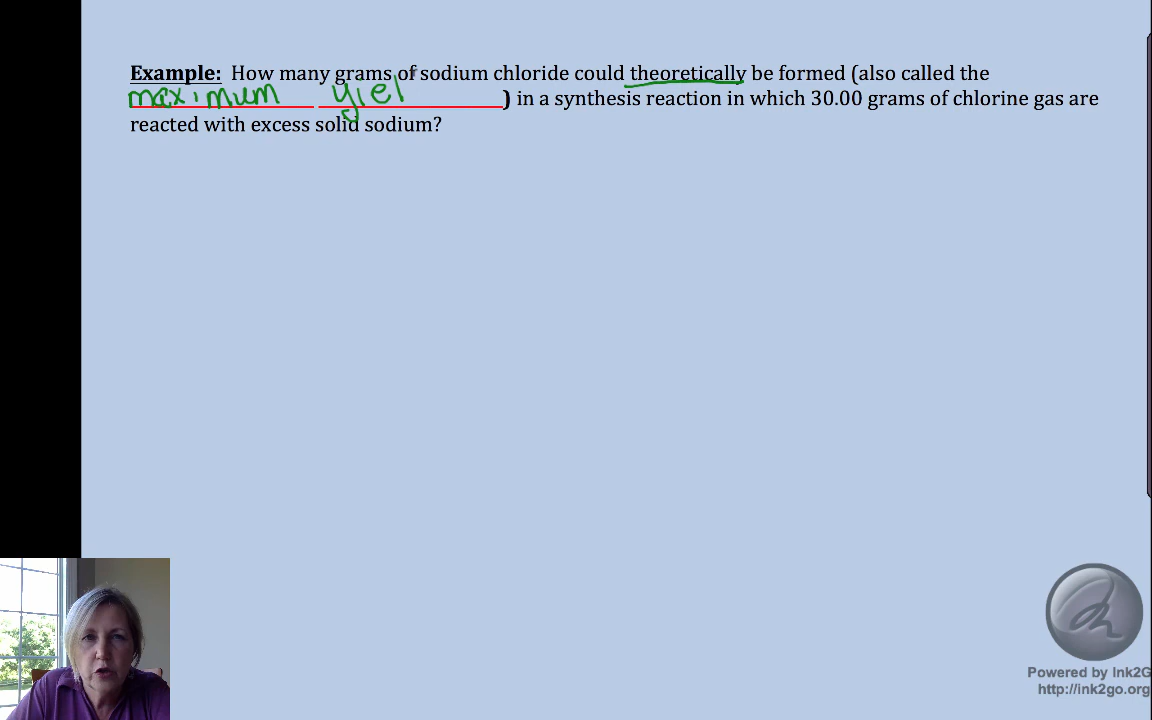 Example: How many grams of sodium chloride could theoretically be formed (also called the
maximum yiel ) in a synthesis reaction in which 30.00 grams of chlorine gas are
reacted with excess solid sodium?
Powered by Ink2G
http://ink2go.org